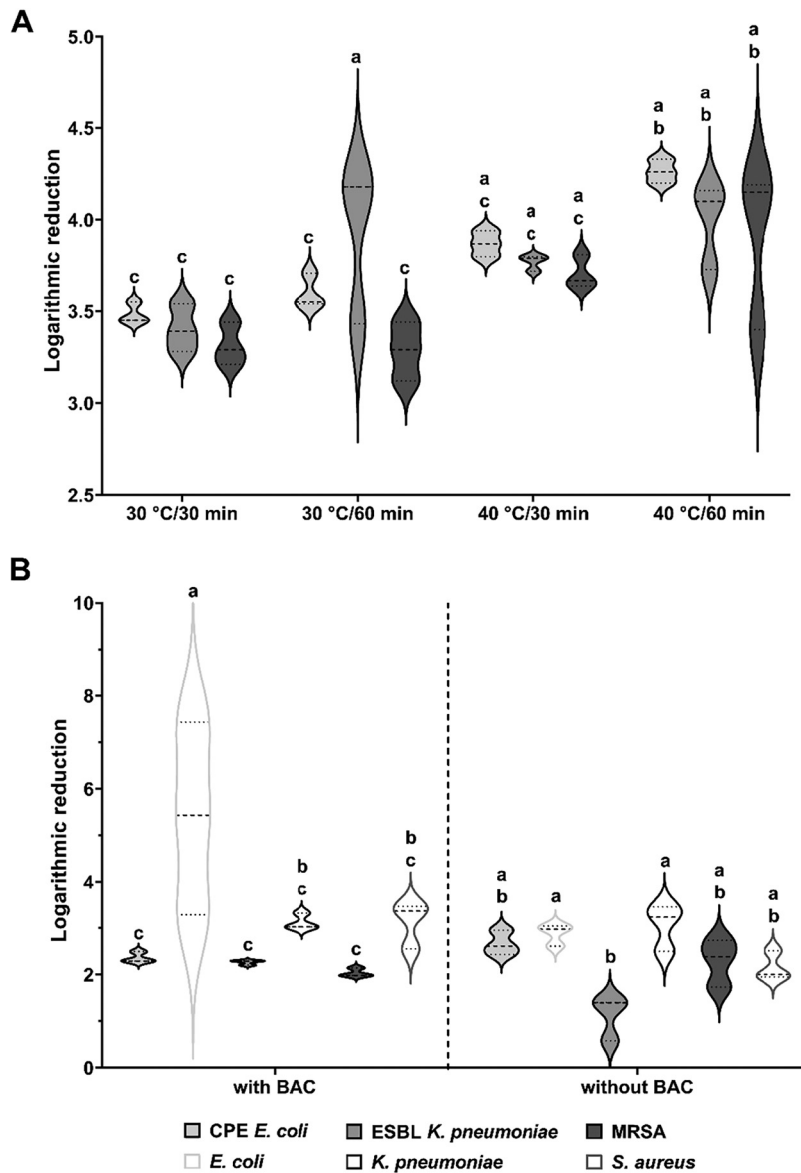 A
5.0
4.5
4.0
3.5
3.0
2.5
Logarithmic reduction
c c c
c a c
a
c
a
c
a
c
a
b
a
b
a
b
30 °C/30 min 30 °C/60 min 40 °C/30 min 40 °C/60 min
B
10
8
6
4
2
0
Logarithmic reduction
c a c
b
c
c
b
c
a
b
a
b
a
a
b
a
b
with BAC without BAC
CPE E. coli ESBL K. pneumoniae MRSA
E. coli K. pneumoniae S. aureus